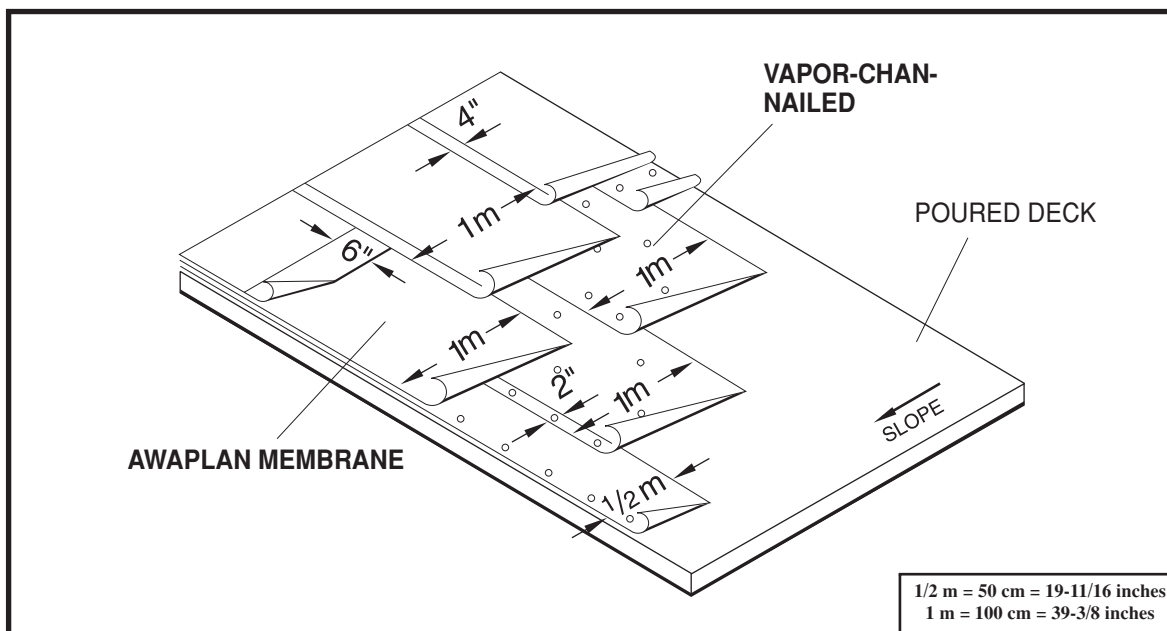 VAPOR-CHAN-
NAILED
4"
1m
POURED DECK
6"
1m
1m
2"
1m
SLOPE
AWAPLAN MEMBRANE
1/2 m
1/2 m = 50 cm = 19-11/16 inches
1 m = 100 cm = 39-3/8 inches